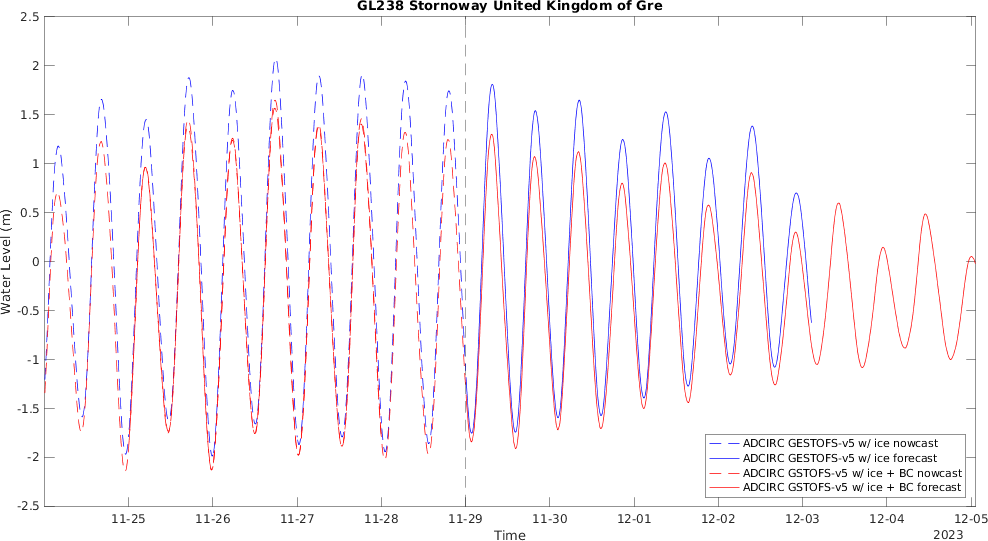 GL238 Stornoway United Kingdom of Gre
2.5
2
1.5
1
0.5
0
-0.5
-1
-1.5
-2
-2.5
Water Level (m)
11-25 11-26 11-27 11-28 11-29 11-30 12-01 12-02 12-03 12-04 12-05
Time
2023
ADCIRC GESTOFS-v5 w/ ice nowcast
ADCIRC GESTOFS-v5 w/ ice forecast
ADCIRC GSTOFS-v5 w/ ice + BC nowcast
ADCIRC GSTOFS-v5 w/ ice + BC forecast